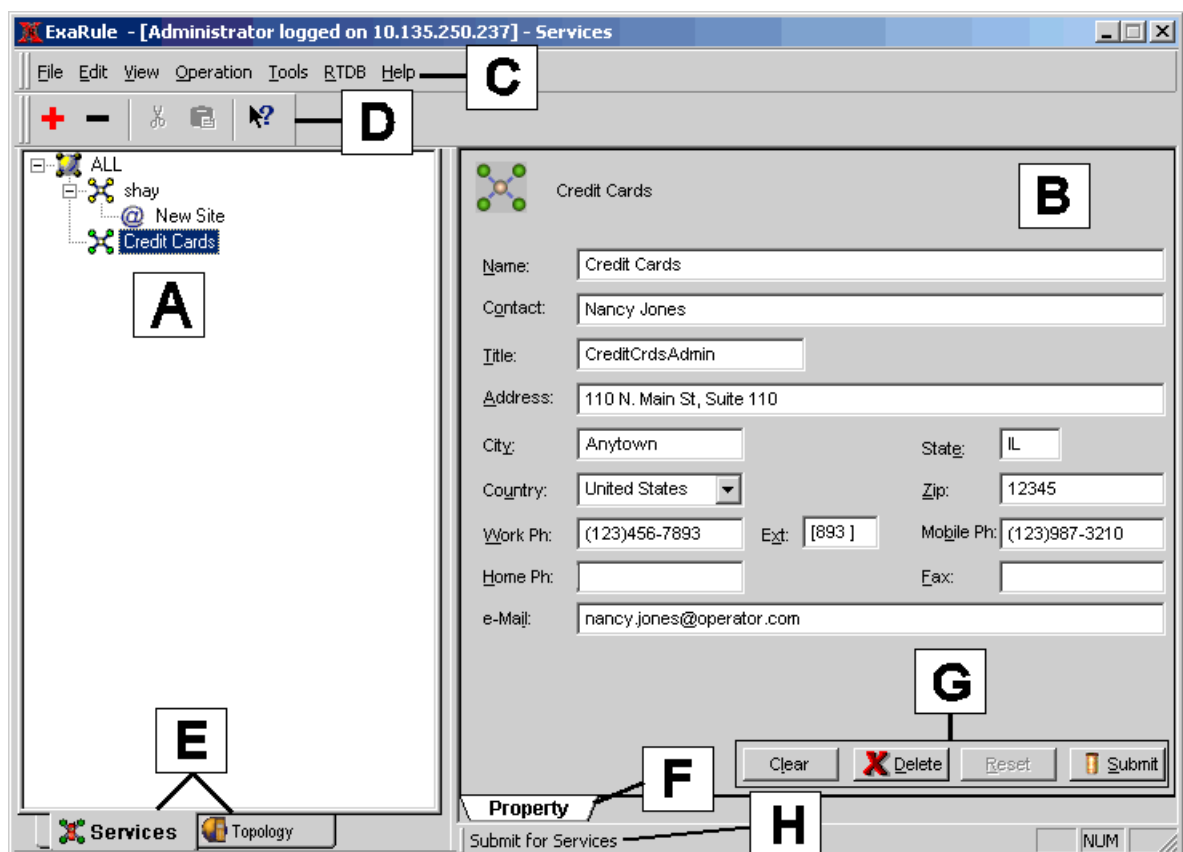 ExaRule - [Administrator logged on 10.135.250.237] - Services
File Edit View Operation Tools RTDB Help
C
D
ALL
shay
@ New Site
Credit Cards
A
Credit Cards
B
Name: Credit Cards
Contact: Nancy Jones
Title: CreditCrdsAdmin
Address: 110 N. Main St, Suite 110
City: Anytown State: IL
Country: United States Zip: 12345
Work Ph: (123)456-7893 Ext: [893 ] Mobile Ph: (123)987-3210
Home Ph: Fax:
e-Mail: nancy.jones@operator.com
G
Clear Delete Reset Submit
E
F
Property
Services Topology
H
Submit for Services NUM